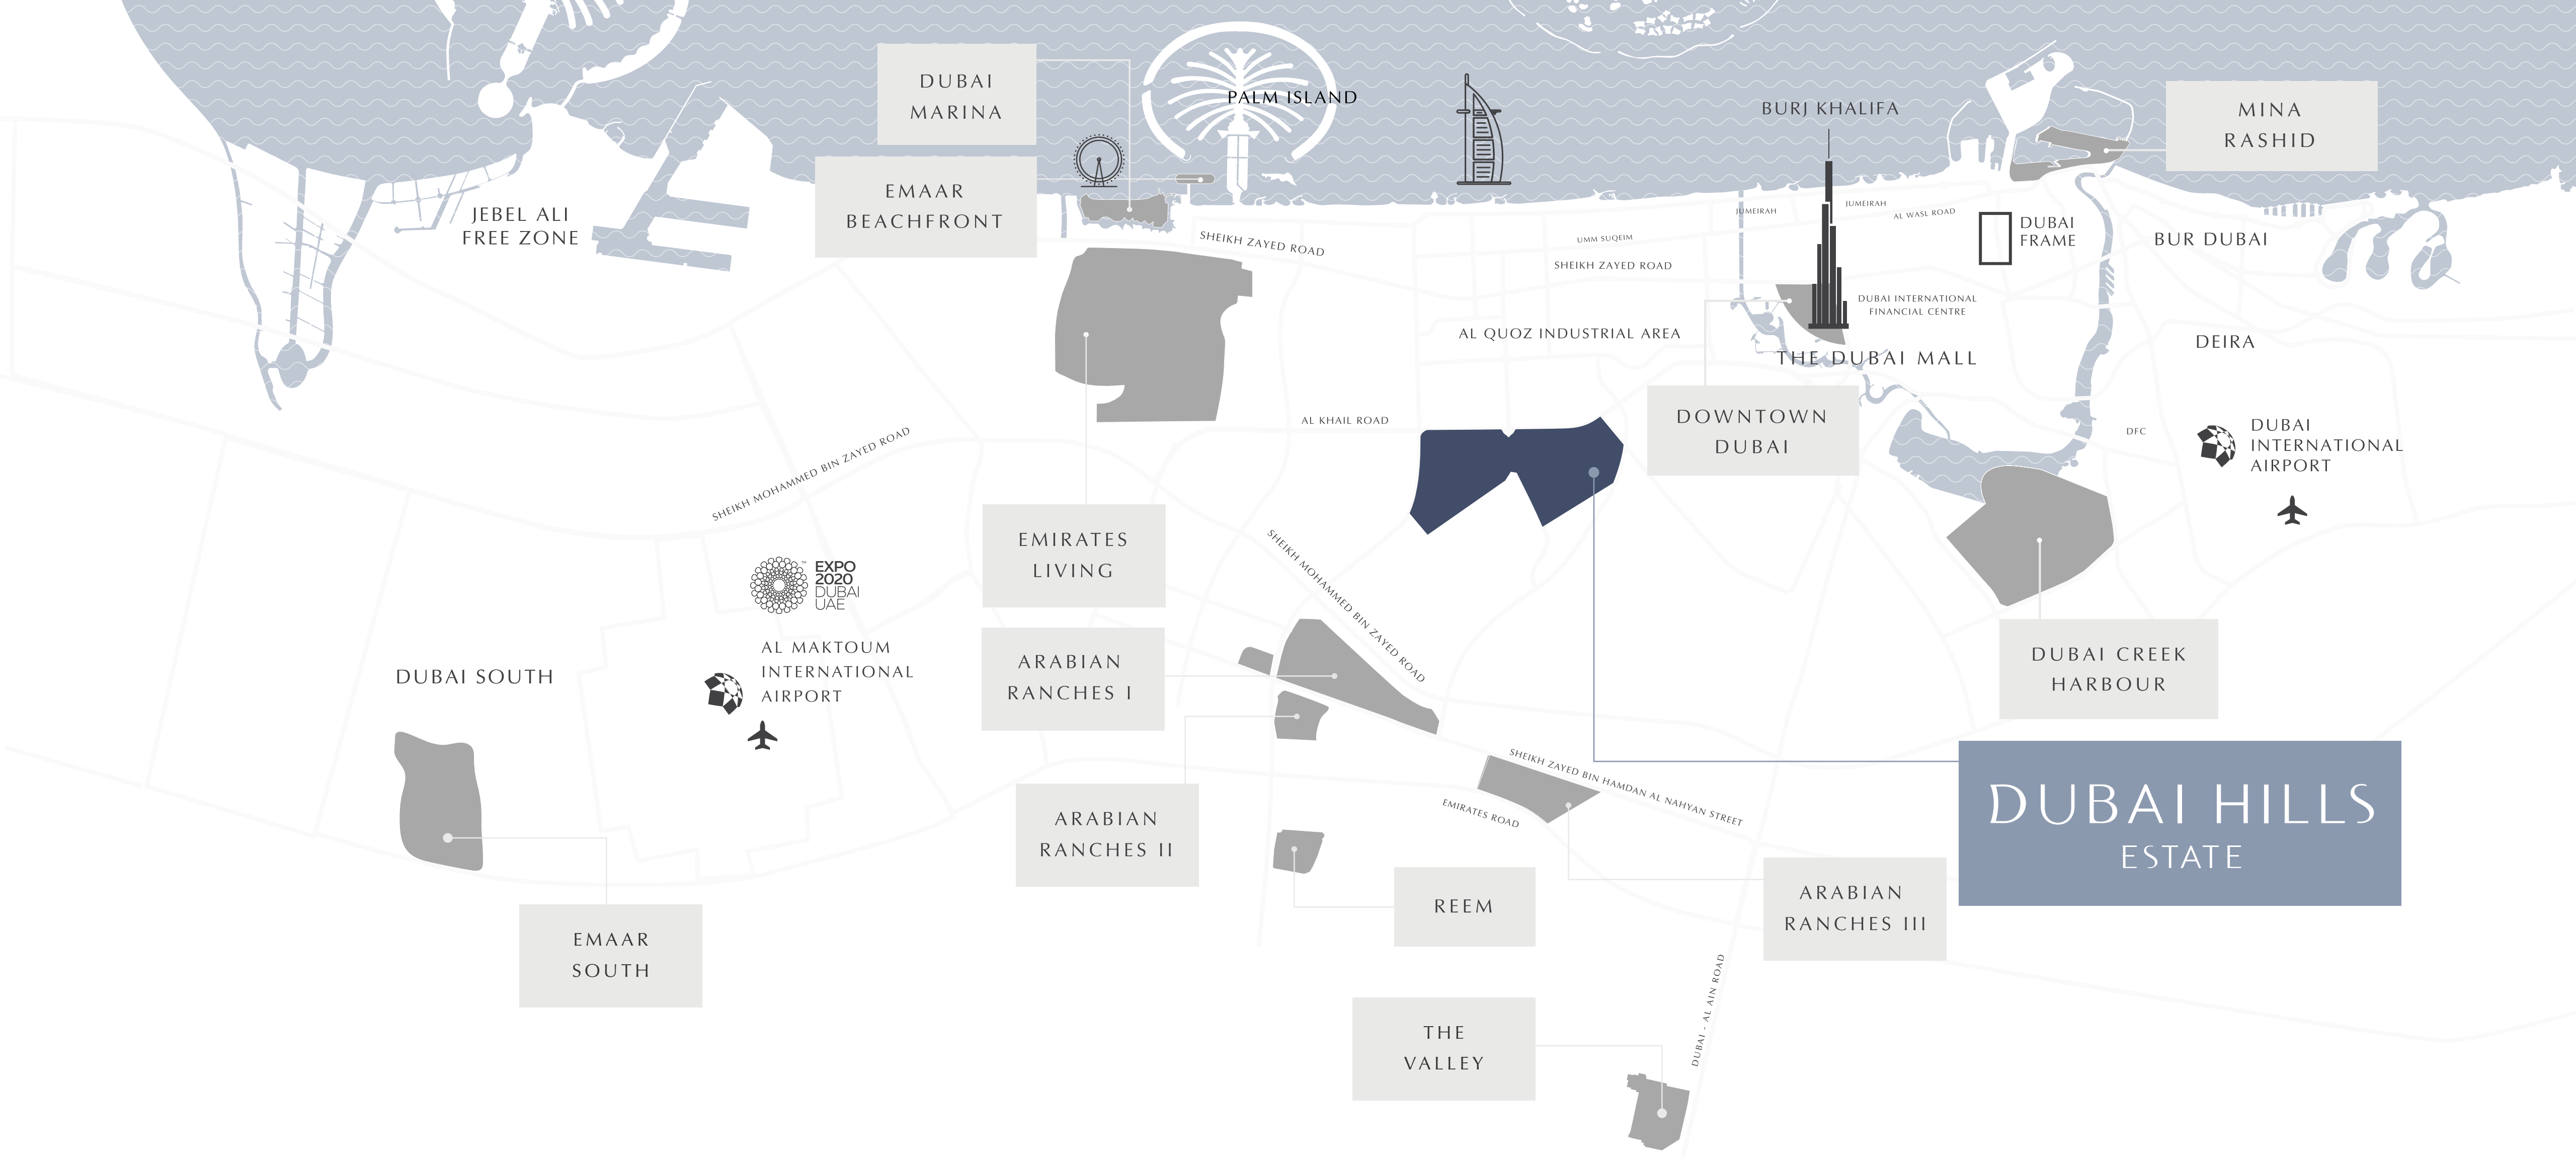 DUBAI
MARINA
PALM ISLAND
BURJ KHALIFA
MINA
RASHID
EMAAR
BEACHFRONT
JEBEL ALI
FREE ZONE
SHEIKH ZAYED ROAD
JUMEIRAH
JUMEIRAH
AL WASL ROAD
UMM SUQEIM
SHEIKH ZAYED ROAD
DUBAI
FRAME
BUR DUBAI
DUBAI INTERNATIONAL
FINANCIAL CENTRE
AL QUOZ INDUSTRIAL AREA
THE DUBAI MALL
DEIRA
AL KHAIL ROAD
DOWNTOWN
DUBAI
DFC
DUBAI
INTERNATIONAL
AIRPORT
SHEIKH MOHAMMED BIN ZAYED ROAD
EMIRATES
LIVING
SHEIKH MOHAMMED BIN ZAYED ROAD
EXPO
2020
DUBAI
UAE
™
AL MAKTOUM
INTERNATIONAL
AIRPORT
DUBAI SOUTH
ARABIAN
RANCHES I
DUBAI CREEK
HARBOUR
SHEIKH ZAYED BIN HAMDAN AL NAHYAN STREET
EMIRATES ROAD
DUBAI HILLS
ESTATE
ARABIAN
RANCHES II
REEM
ARABIAN
RANCHES III
EMAAR
SOUTH
DUBAI - AL AIN ROAD
THE
VALLEY